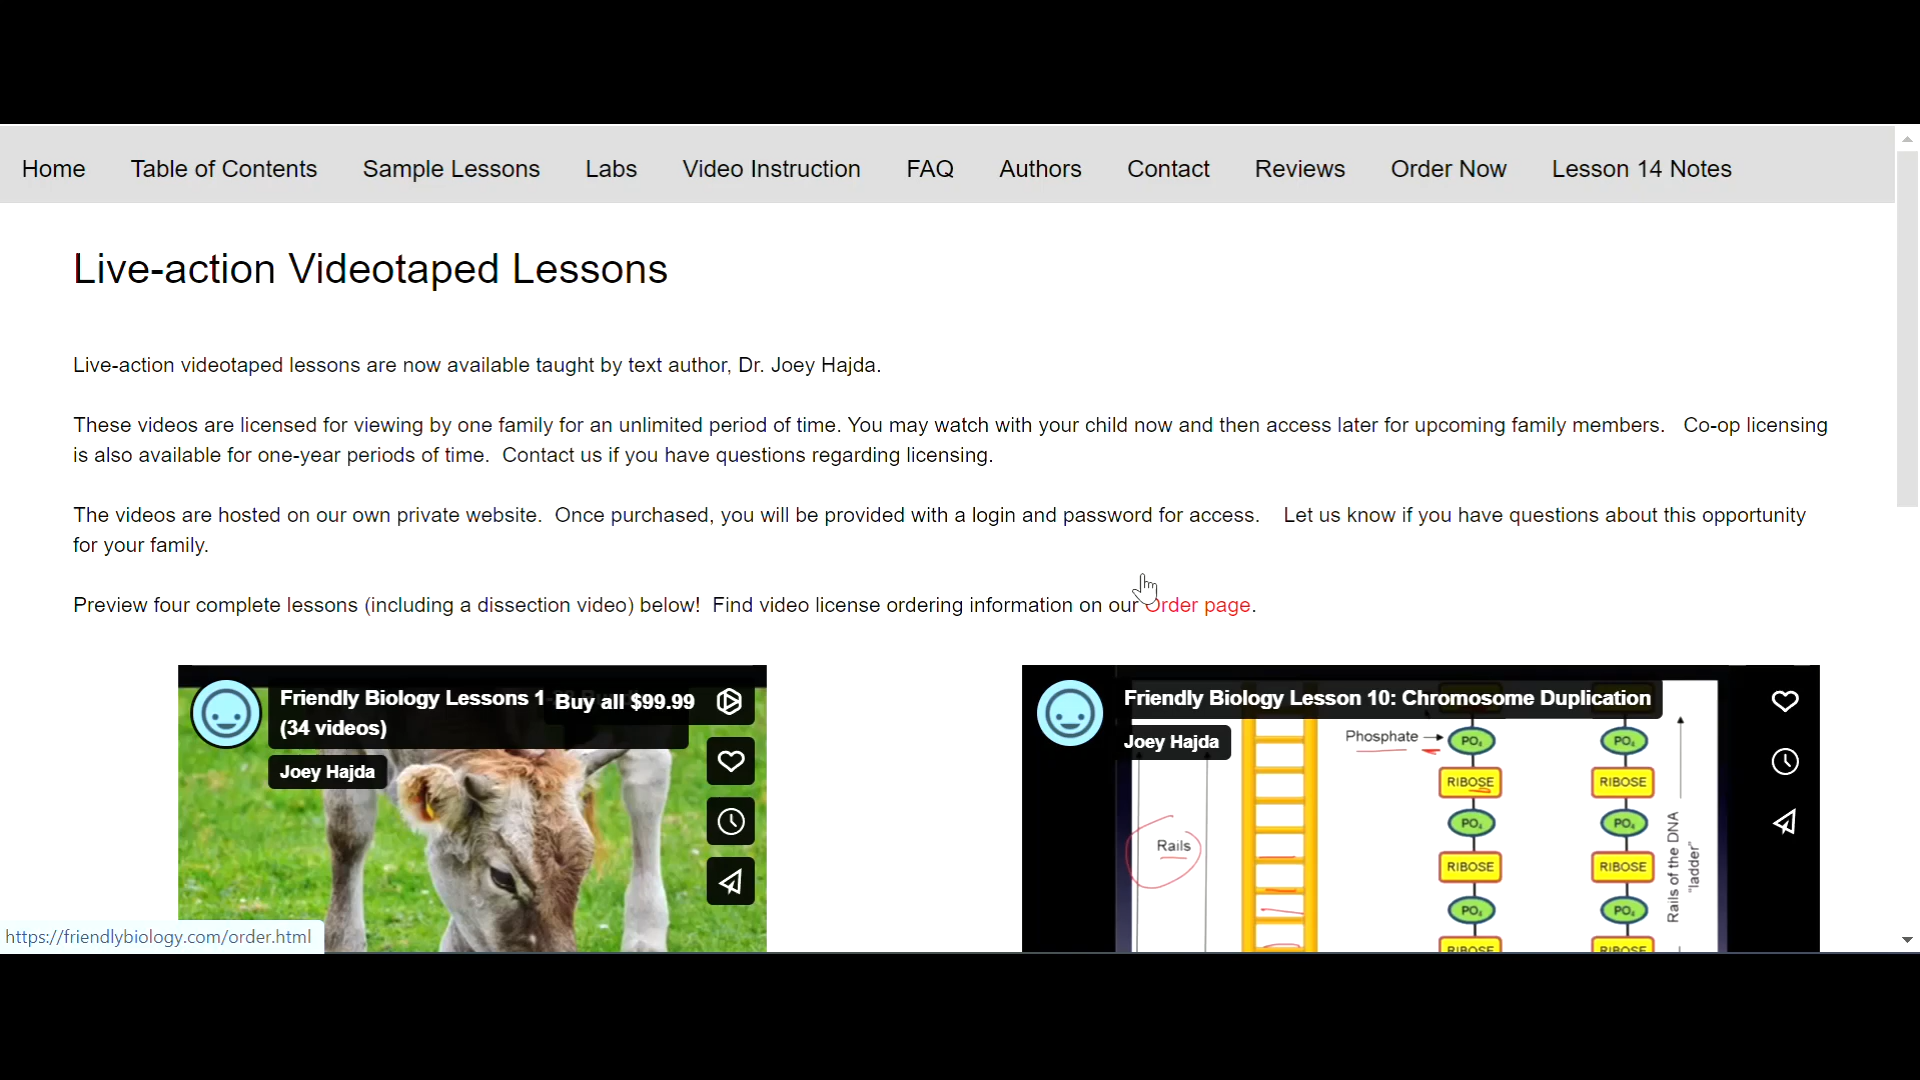 Home Table of Contents Sample Lessons Labs Video Instruction FAQ Authors Contact Reviews Order Now Lesson 14 Notes
Live-action Videotaped Lessons
Live-action videotaped lessons are now available taught by text author, Dr. Joey Hajda.
These videos are licensed for viewing by one family for an unlimited period of time. You may watch with your child now and then access later for upcoming family members. Co-op licensing
is also available for one-year periods of time. Contact us if you have questions regarding licensing.
The videos are hosted on our own private website. Once purchased, you will be provided with a login and password for access. Let us know if you have questions about this opportunity
for your family.
Preview four complete lessons (including a dissection video) below! Find video license ordering information on our Order page.
Friendly Biology Lessons 1
Buy all $99.99
(34 videos)
Joey Hajda
Friendly Biology Lesson 10: Chromosome Duplication
Joey Hajda
Phosphate
PO₄ PO₄
RIBOSE RIBOSE
PO₄ PO₄
Rails
RIBOSE RIBOSE
PO₄ PO₄
RIBOSE RIBOSE
Rails of the DNA
"ladder"
https://friendlybiology.com/order.html